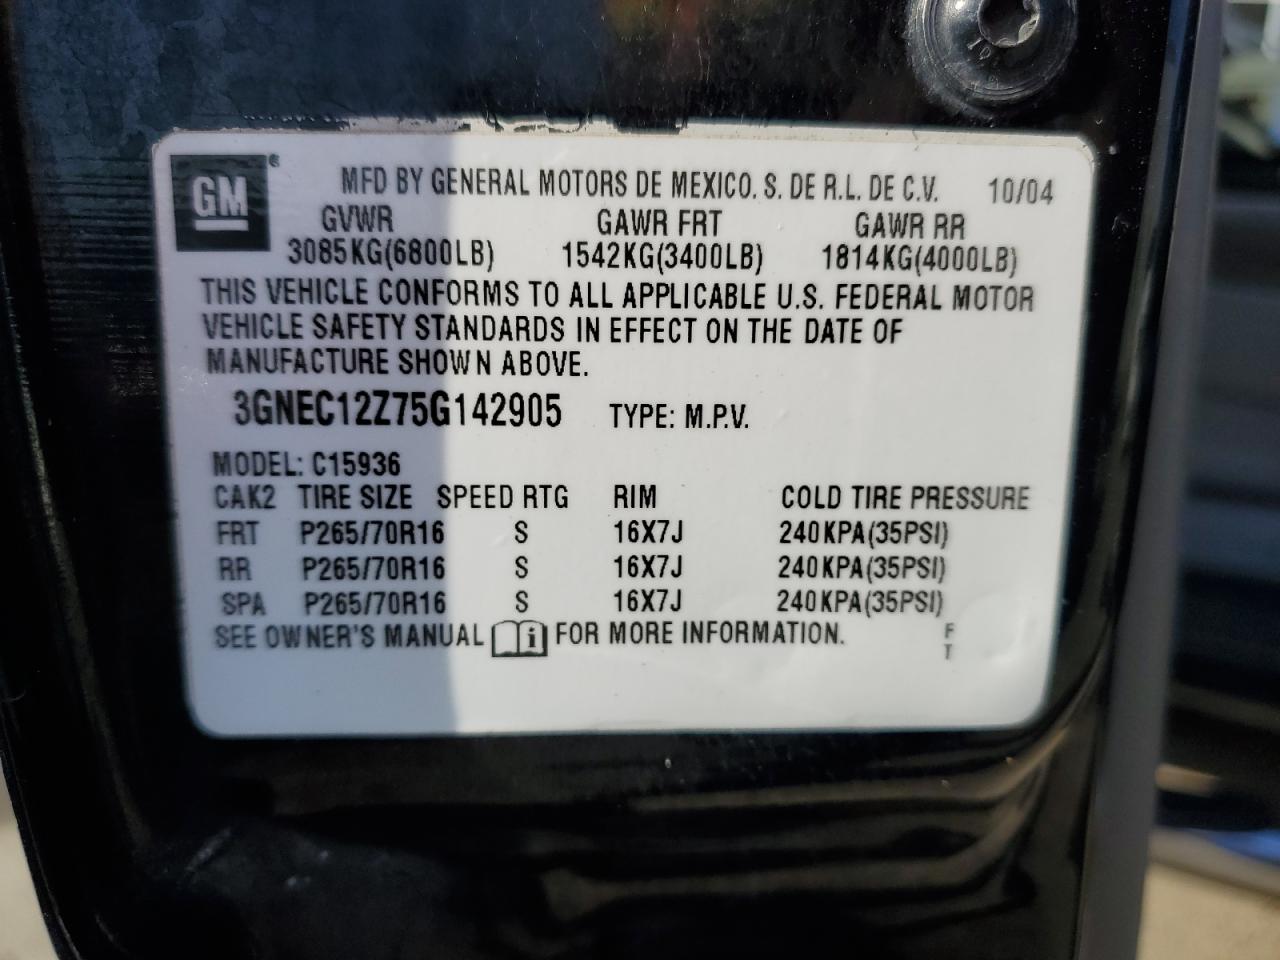 GM ®
MFD BY GENERAL MOTORS DE MEXICO. S. DE R.L. DE C.V. 10/04
GVWR GAWR FRT GAWR RR
3085KG(6800LB) 1542KG(3400LB) 1814KG(4000LB)
THIS VEHICLE CONFORMS TO ALL APPLICABLE U.S. FEDERAL MOTOR
VEHICLE SAFETY STANDARDS IN EFFECT ON THE DATE OF
MANUFACTURE SHOWN ABOVE.
3GNEC12Z75G142905 TYPE: M.P.V.
MODEL: C15936
CAK2 TIRE SIZE SPEED RTG RIM COLD TIRE PRESSURE
FRT P265/70R16 S 16X7J 240KPA(35PSI)
RR P265/70R16 S 16X7J 240KPA(35PSI)
SPA P265/70R16 S 16X7J 240KPA(35PSI)
SEE OWNER'S MANUAL i FOR MORE INFORMATION.
F
T